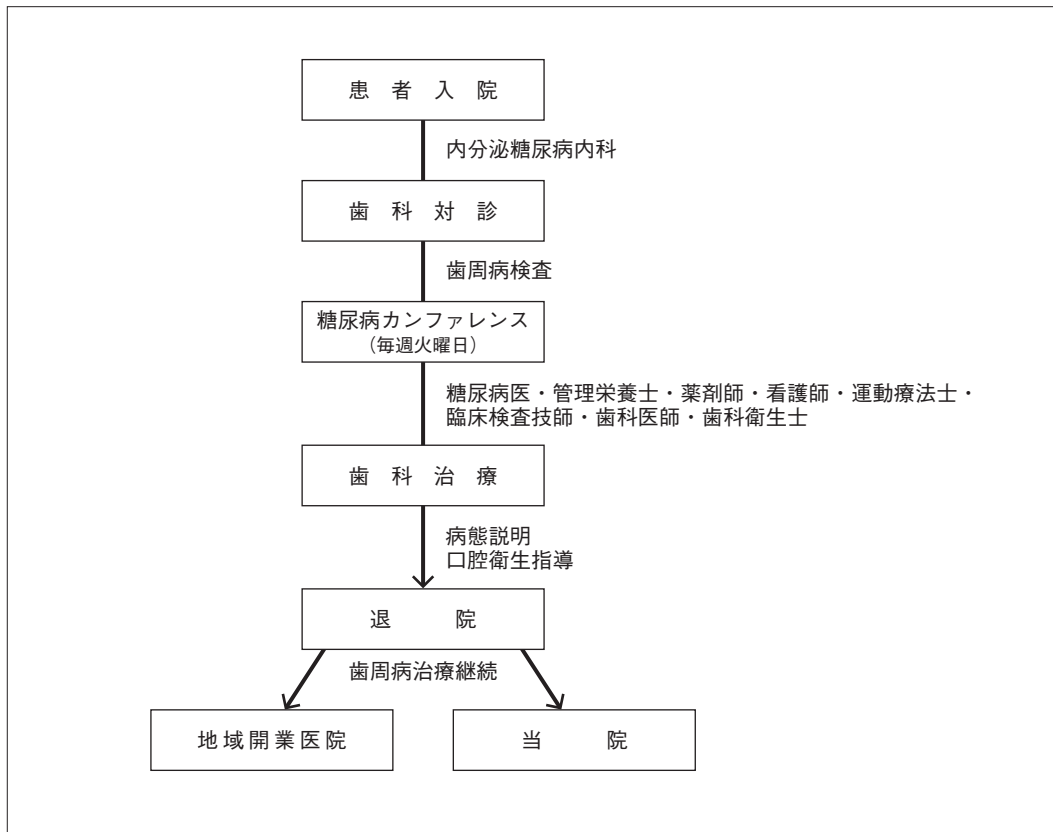 患者入院
内分泌糖尿病内科
歯科対診
歯周病検査
糖尿病カンファレンス
（毎週火曜日）
糖尿病医・管理栄養士・薬剤師・看護師・運動療法士・
臨床検査技師・歯科医師・歯科衛生士
歯科治療
病態説明
口腔衛生指導
退院
歯周病治療継続
地域開業医院
当院